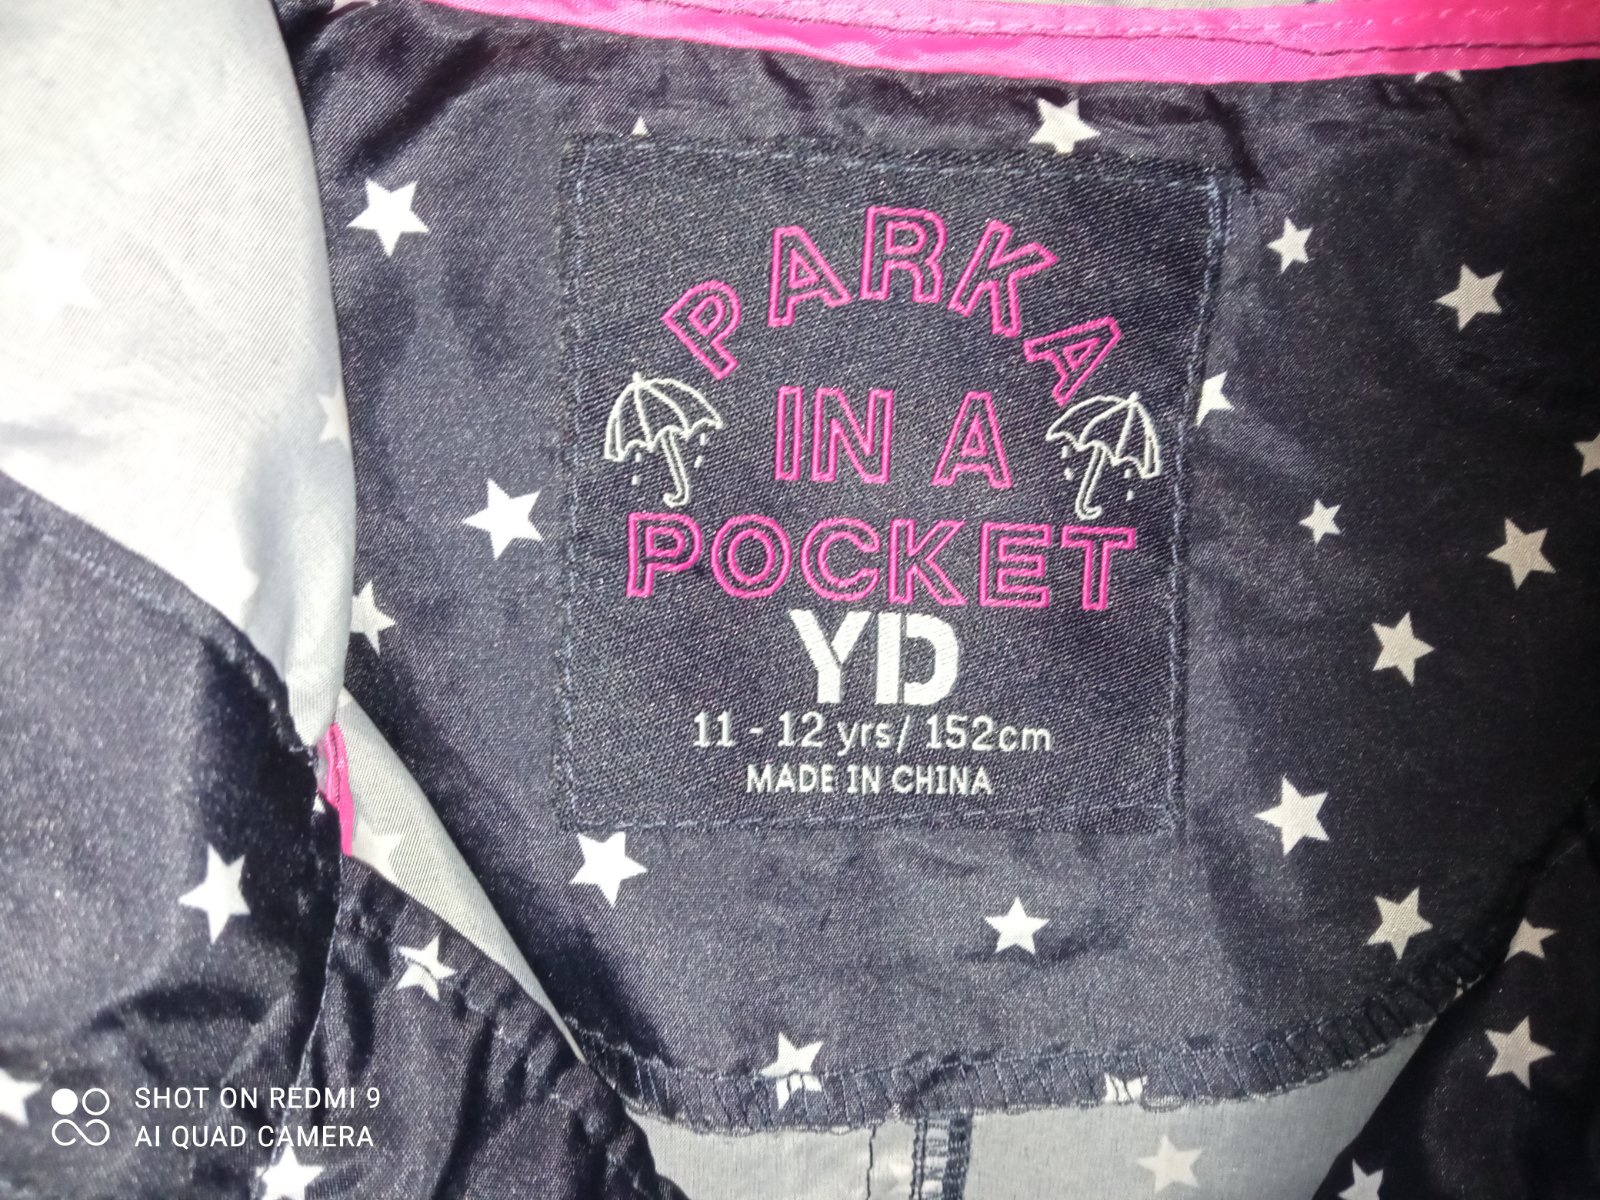 PARKA
IN A
POCKET
YD
11 - 12 yrs/ 152cm
MADE IN CHINA
SHOT ON REDMI 9
AI QUAD CAMERA